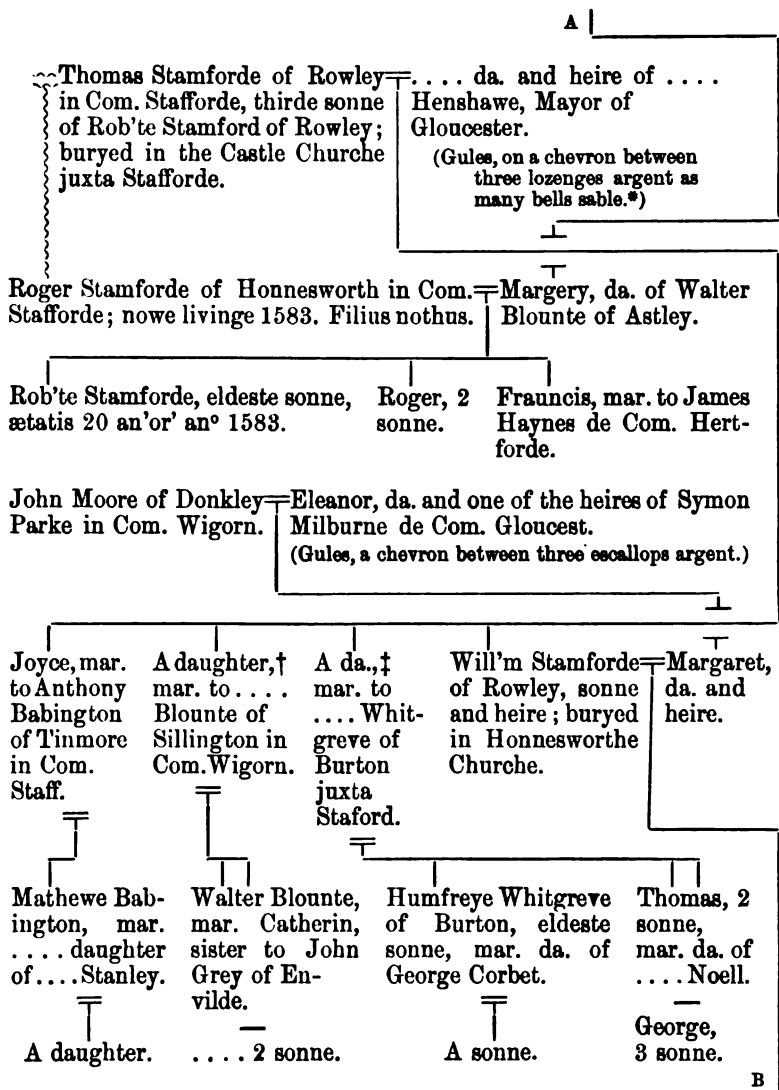 A
Thomas Stamforde of Rowley
in Com. Stafforde, thirde sonne
of Rob'te Stamford of Rowley;
buryed in the Castle Churche
juxta Stafforde.
. . . . da. and heire of . . . .
Henshawe, Mayor of
Gloucester.
(Gules, on a chevron between
three lozenges argent as
many bells sable.*)
Roger Stamforde of Honnesworth in Com.
Stafforde; nowe livinge 1583. Filius nothus.
Margery, da. of Walter
Blounte of Astley.
Rob'te Stamforde, eldeste sonne,
ætatis 20 an'or' anº 1583.
Roger, 2
sonne.
Frauncis, mar. to James
Haynes de Com. Hert-
forde.
John Moore of Donkley
Parke in Com. Wigorn.
Eleanor, da. and one of the heires of Symon
Milburne de Com. Gloucest.
(Gules, a chevron between three escallops argent.)
Joyce, mar.
to Anthony
Babington
of Tinmore
in Com.
Staff.
A daughter,†
mar. to . . . .
Blounte of
Sillington in
Com. Wigorn.
A da.,‡
mar. to
. . . . Whit-
greve of
Burton
juxta
Staford.
Will'm Stamforde
of Rowley, sonne
and heire; buryed
in Honnesworthe
Churche.
Margaret,
da. and
heire.
Mathewe Bab-
ington, mar.
. . . . daughter
of . . . . Stanley.
A daughter.
Walter Blounte,
mar. Catherin,
sister to John
Grey of En-
vilde.
. . . . 2 sonne.
Humfreye Whitgreve
of Burton, eldeste
sonne, mar. da. of
George Corbet.
A sonne.
Thomas, 2
sonne,
mar. da. of
. . . . Noell.
George,
3 sonne.
B